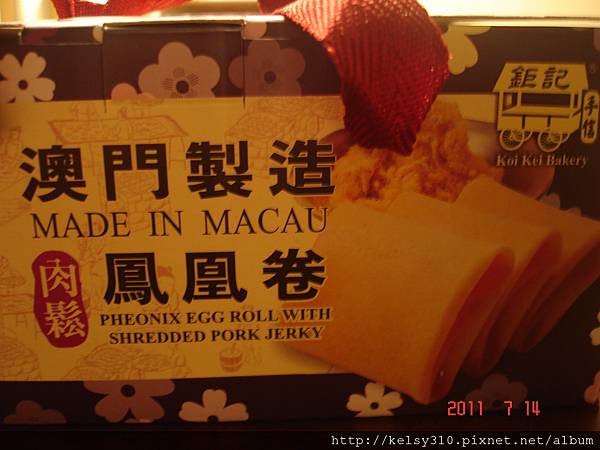 鉅記
手信
Koi Kei Bakery
澳門製造
MADE IN MACAU
肉鬆
鳳凰卷
PHEONIX EGG ROLL WITH
SHREDDED PORK JERKY
2011 7 14
http://kelsy310.pixnet.net/album